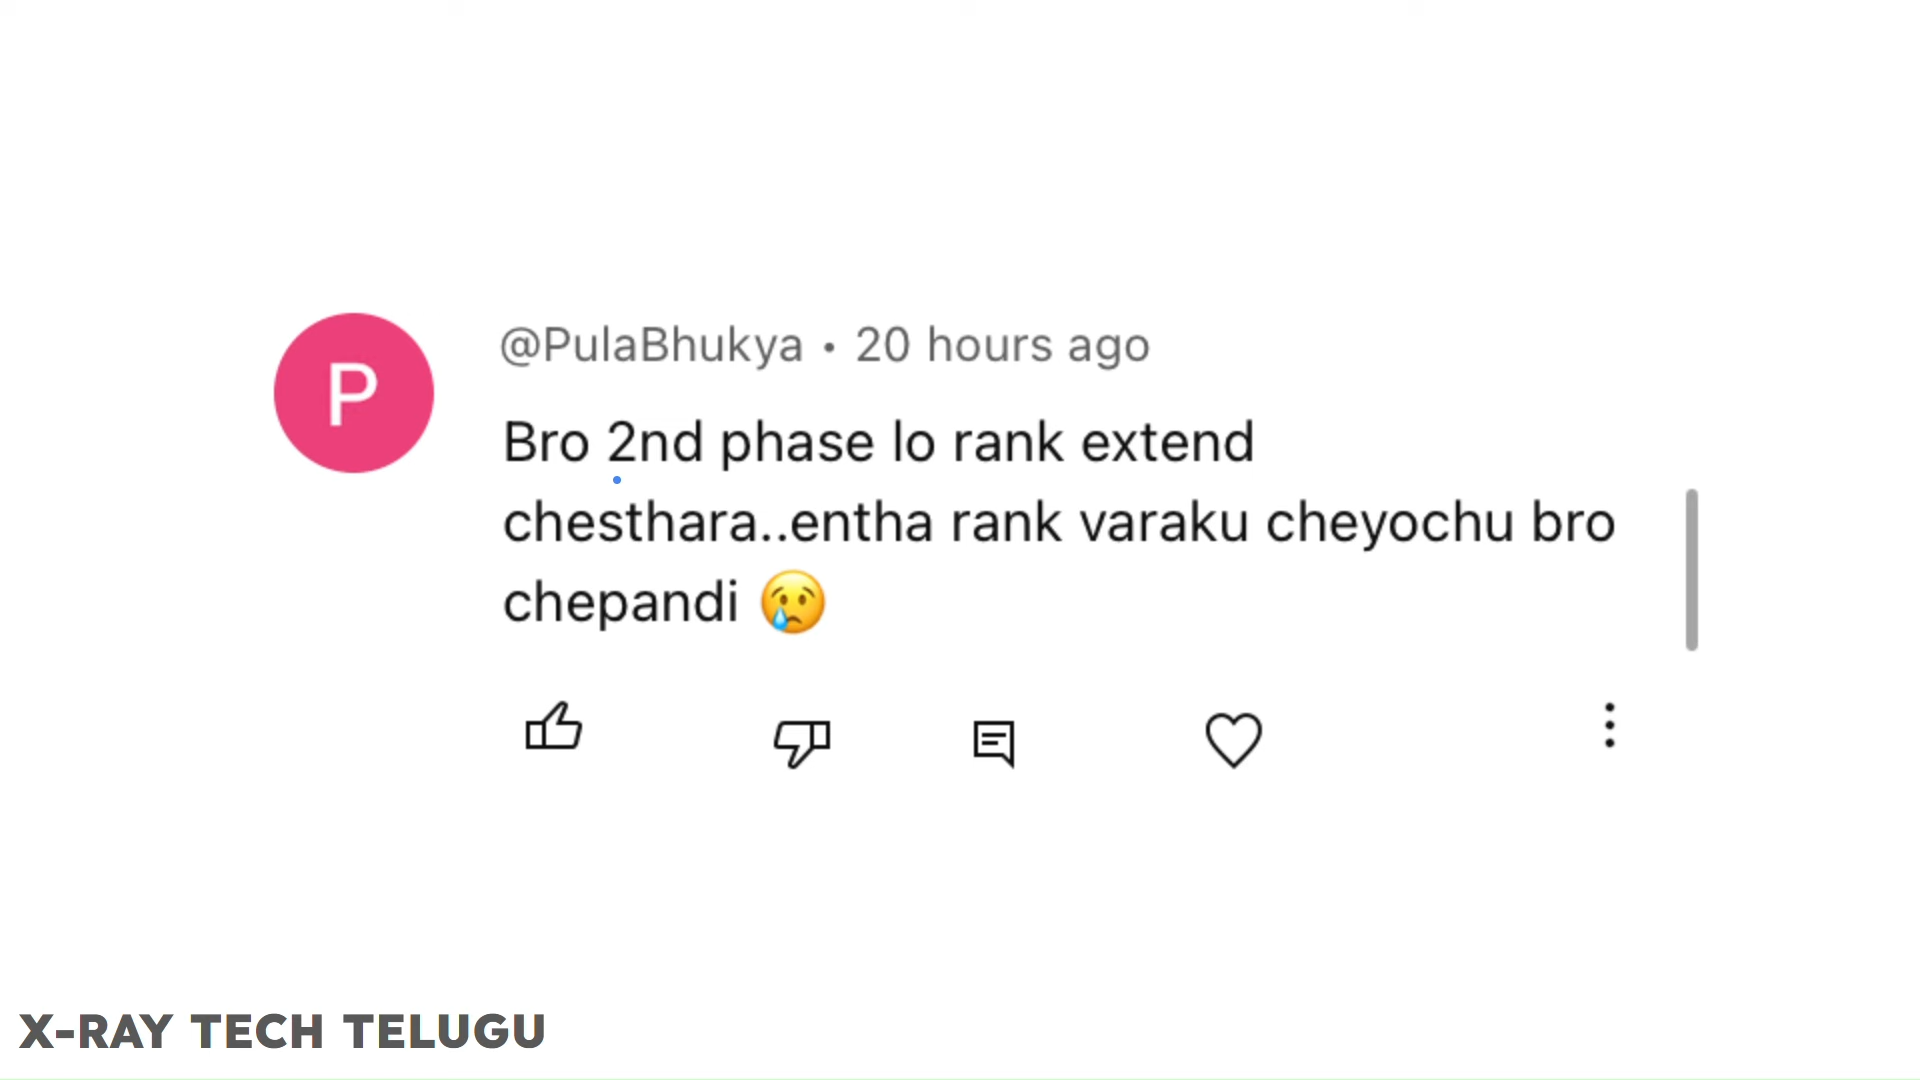 P
@PulaBhukya • 20 hours ago
Bro 2nd phase lo rank extend
chesthara..entha rank varaku cheyochu bro
chepandi 😢
X-RAY TECH TELUGU